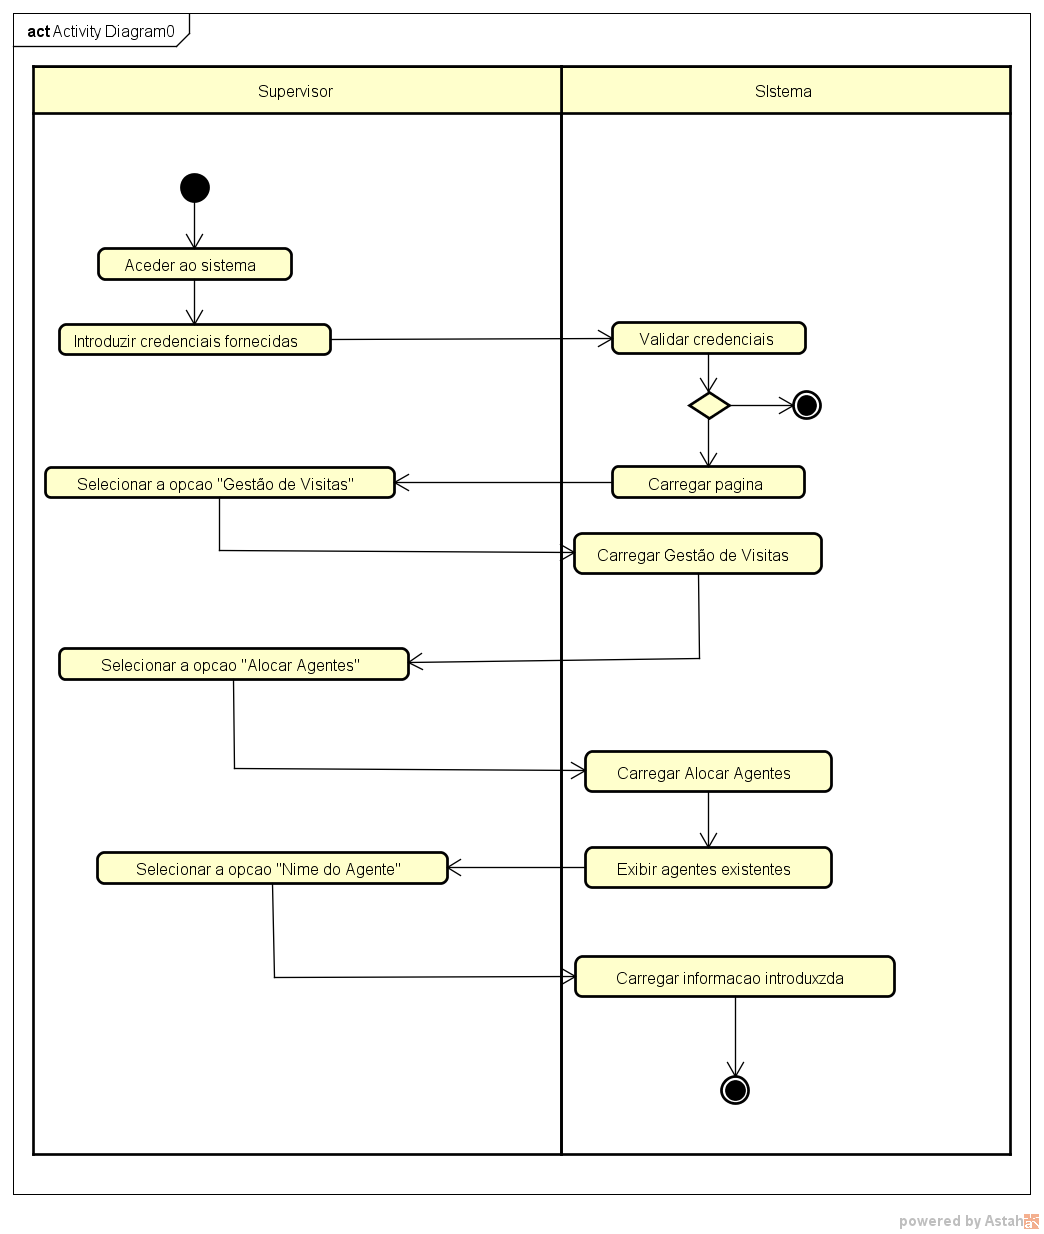 act Activity Diagram0
Supervisor
SIstema
Aceder ao sistema
Introduzir credenciais fornecidas
Validar credenciais
Selecionar a opcao "Gestão de Visitas"
Carregar pagina
Carregar Gestão de Visitas
Selecionar a opcao "Alocar Agentes"
Carregar Alocar Agentes
Selecionar a opcao "Nime do Agente"
Exibir agentes existentes
Carregar informacao introduxzda
powered by Astah